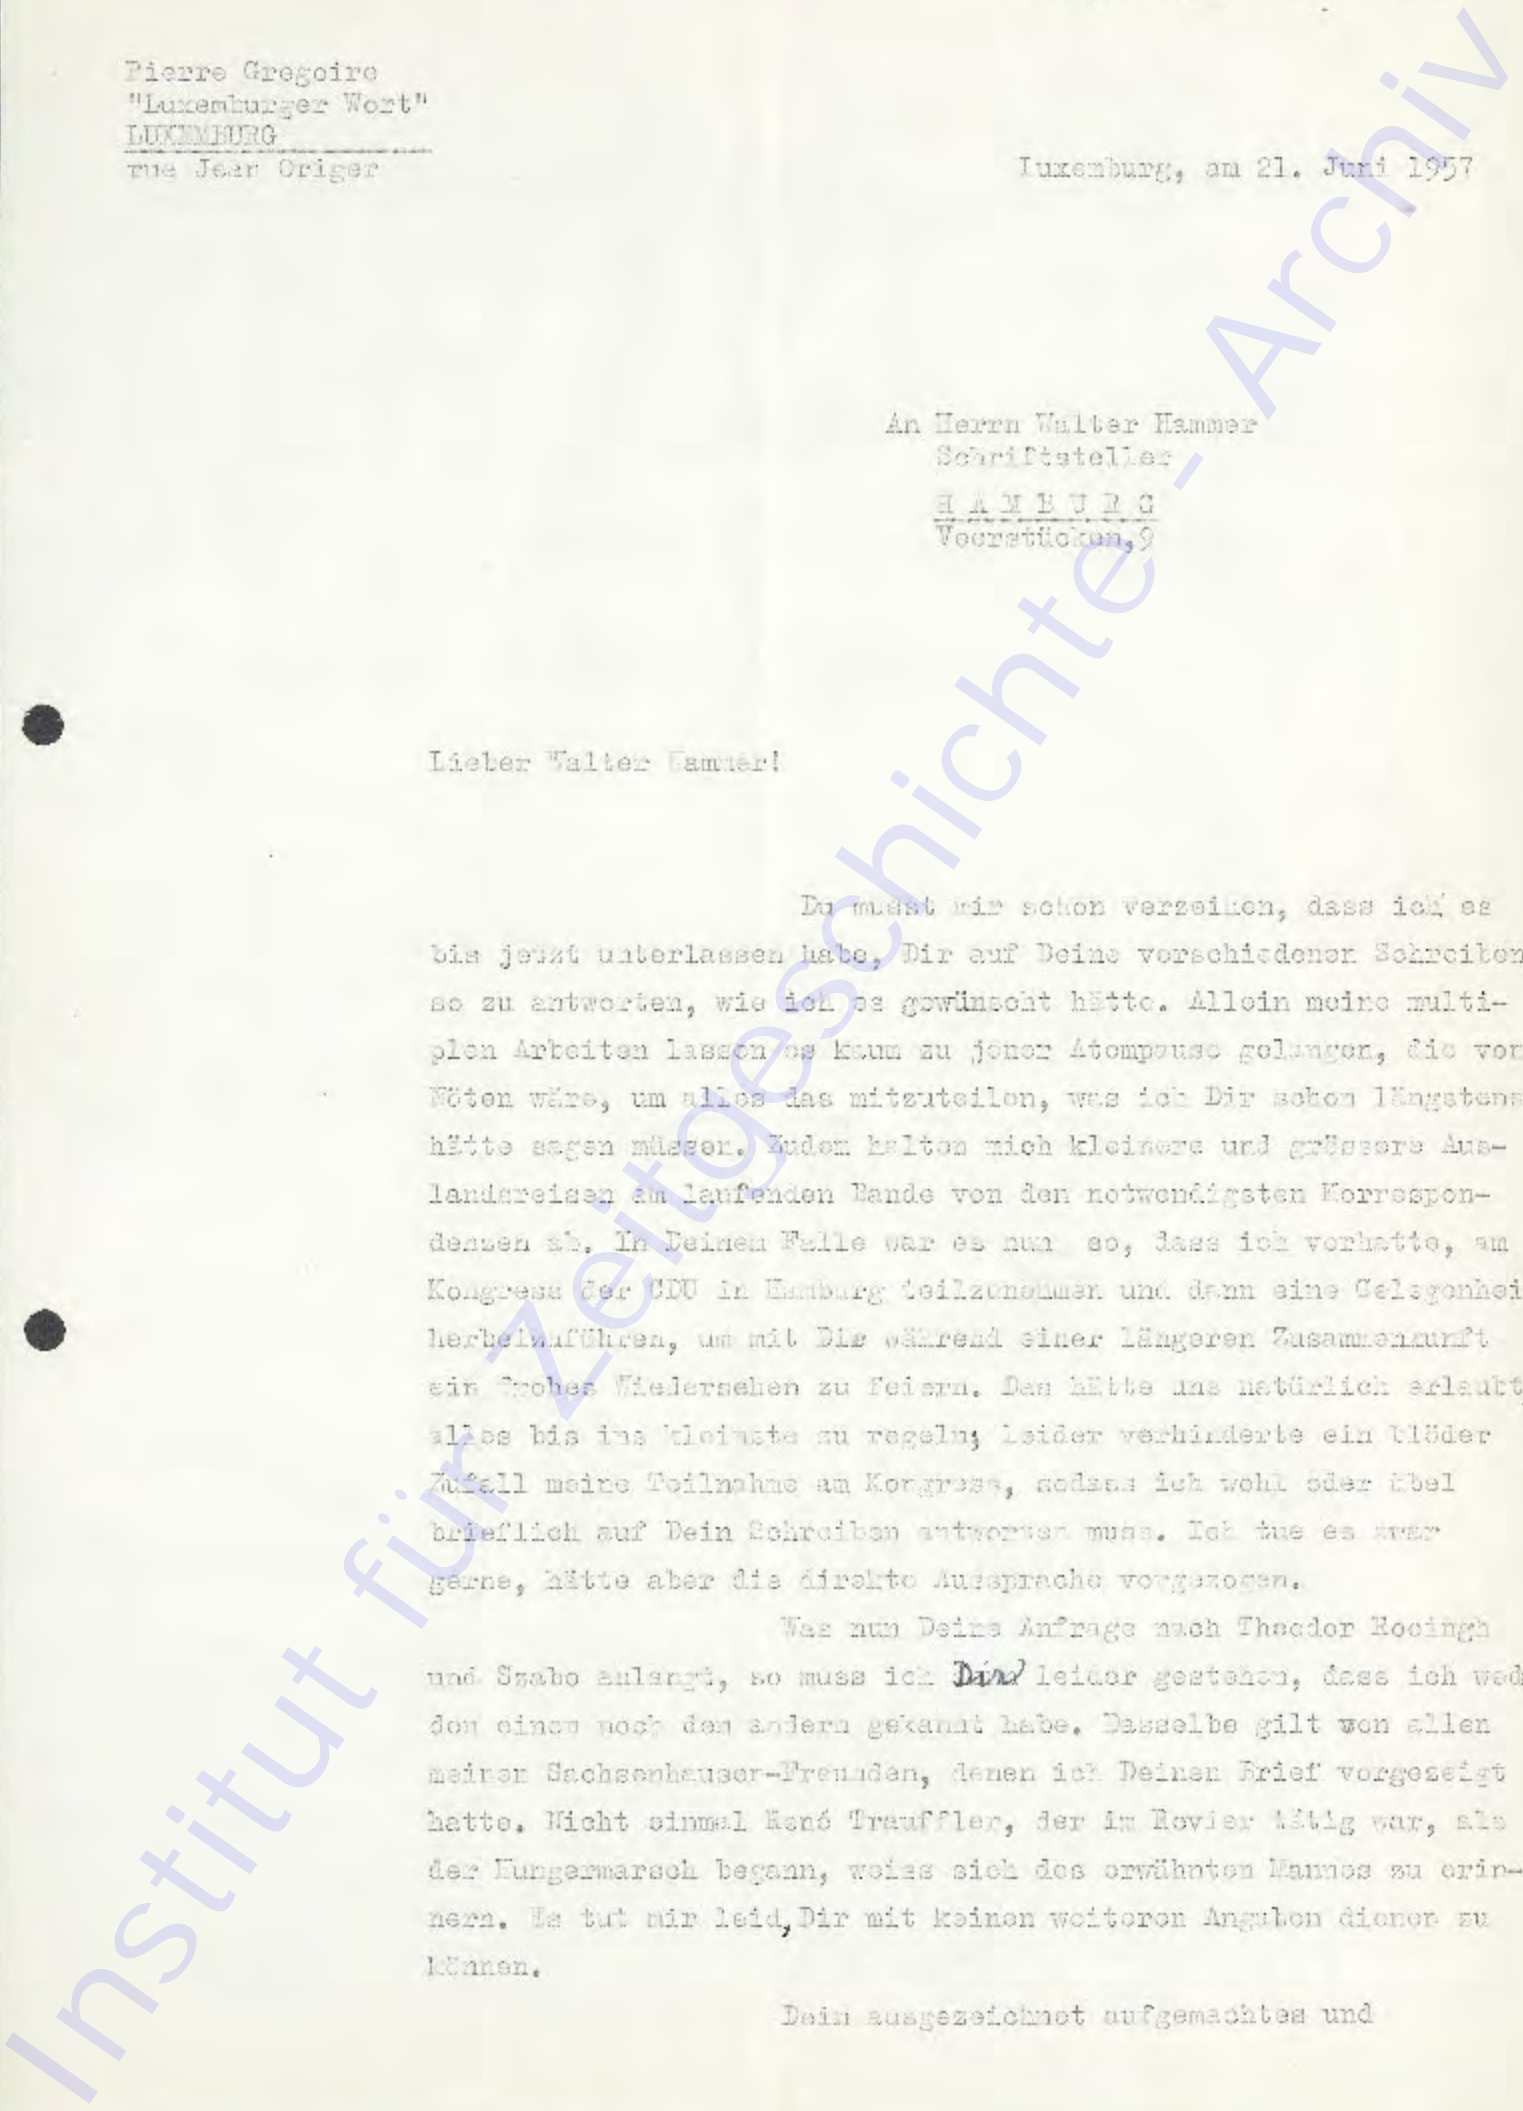 Pierre Gregoire
"Luxemburger Wort"
LUXEMBURG
rue Jean Origer
Luxemburg, am 21. Juni 1957
An Herrn Walter Hammer
Schriftsteller
H A M B U R G
Veerstücken,9
Lieber Walter Hammer!
Du musst mir schon verzeihen, dass ich es
bis jetzt unterlassen habe, Dir auf Deine verschiedenen Schreiben
so zu antworten, wie ich es gewünscht hätte. Allein meine multi-
plen Arbeiten lassen es kaum zu jener Atempause gelangen, die von
Nöten wäre, um alles das mitzuteilen, was ich Dir schon längstens
hätte sagen müssen. Zudem halten mich kleinere und grössere Aus-
landsreisen am laufenden Bande von den notwendigsten Korrespon-
denzen ab. In Deinem Falle war es nun so, dass ich vorhatte, am
Kongress der CDU in Hamburg teilzunehmen und dann eine Gelegenhei
herbeizuführen, um mit Dir während einer längeren Zusammenkunft
ein frohes Wiedersehen zu feiern. Das hätte uns natürlich erlaubt,
alles bis ins kleinste zu regeln; leider verhinderte ein blöder
Zufall meine Teilnahme am Kongress, sodass ich wohl oder übel
brieflich auf Dein Schreiben antworten muss. Ich tue es zwar
gerne, hätte aber die direkte Aussprache vorgezogen.
Was nun Deine Anfrage nach Theodor
und Szabo anlangt, so muss ich Dir leider gestehen, dass ich wed
den einen noch den andern gekannt habe. Dasselbe gilt von allen
meinen Sachsenhauser-Freunden, denen ich Deinen Brief vorgezeigt
hatte. Nicht einmal René Trauffler, der im Revier tätig war, als
der Hungermarsch begann, weiss sich des erwähnten Mannes zu erin-
nern. Es tut mir leid, Dir mit keinen weiteren Angaben dienen zu
können.
Dein ausgezeichnet aufgemachtes und
Institut für Zeitgeschichte - Archiv